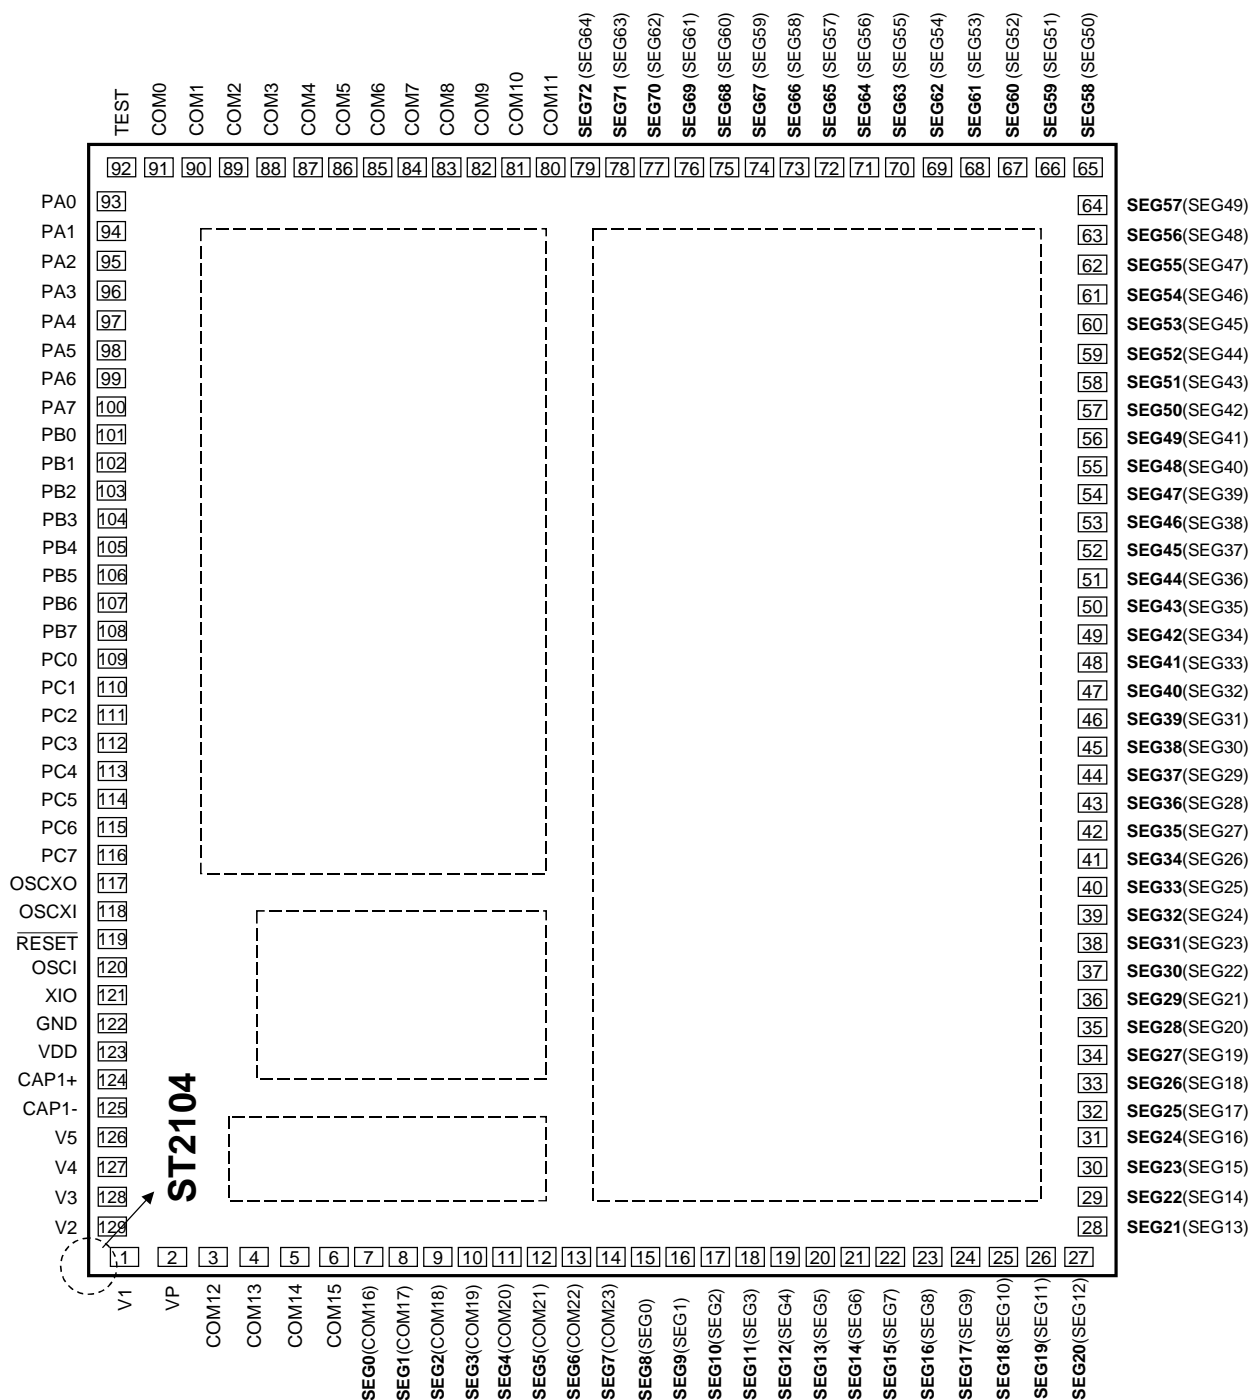 TEST
COM0
COM1
COM2
COM3
COM4
COM5
COM6
COM7
COM8
COM9
COM10
COM11
SEG72 (SEG64)
SEG71 (SEG63)
SEG70 (SEG62)
SEG69 (SEG61)
SEG68 (SEG60)
SEG67 (SEG59)
SEG66 (SEG58)
SEG65 (SEG57)
SEG64 (SEG56)
SEG63 (SEG55)
SEG62 (SEG54)
SEG61 (SEG53)
SEG60 (SEG52)
SEG59 (SEG51)
SEG58 (SEG50)
92 91 90 89 88 87 86 85 84 83 82 81 80 79 78 77 76 75 74 73 72 71 70 69 68 67 66 65
PA0 93 64 SEG57(SEG49)
PA1 94 63 SEG56(SEG48)
PA2 95 62 SEG55(SEG47)
PA3 96 61 SEG54(SEG46)
PA4 97 60 SEG53(SEG45)
PA5 98 59 SEG52(SEG44)
PA6 99 58 SEG51(SEG43)
PA7 100 57 SEG50(SEG42)
PB0 101 56 SEG49(SEG41)
PB1 102 55 SEG48(SEG40)
PB2 103 54 SEG47(SEG39)
PB3 104 53 SEG46(SEG38)
PB4 105 52 SEG45(SEG37)
PB5 106 51 SEG44(SEG36)
PB6 107 50 SEG43(SEG35)
PB7 108 49 SEG42(SEG34)
PC0 109 48 SEG41(SEG33)
PC1 110 47 SEG40(SEG32)
PC2 111 46 SEG39(SEG31)
PC3 112 45 SEG38(SEG30)
PC4 113 44 SEG37(SEG29)
PC5 114 43 SEG36(SEG28)
PC6 115 42 SEG35(SEG27)
PC7 116 41 SEG34(SEG26)
OSCXO 117 40 SEG33(SEG25)
OSCXI 118 39 SEG32(SEG24)
RESET 119 38 SEG31(SEG23)
OSCI 120 37 SEG30(SEG22)
XIO 121 36 SEG29(SEG21)
GND 122 35 SEG28(SEG20)
VDD 123 34 SEG27(SEG19)
CAP1+ 124 33 SEG26(SEG18)
CAP1- 125 32 SEG25(SEG17)
V5 126 31 SEG24(SEG16)
V4 127 30 SEG23(SEG15)
V3 128 29 SEG22(SEG14)
V2 129 28 SEG21(SEG13)
ST2104
1 2 3 4 5 6 7 8 9 10 11 12 13 14 15 16 17 18 19 20 21 22 23 24 25 26 27
V1
VP
COM12
COM13
COM14
COM15
SEG0(COM16)
SEG1(COM17)
SEG2(COM18)
SEG3(COM19)
SEG4(COM20)
SEG5(COM21)
SEG6(COM22)
SEG7(COM23)
SEG8(SEG0)
SEG9(SEG1)
SEG10(SEG2)
SEG11(SEG3)
SEG12(SEG4)
SEG13(SEG5)
SEG14(SEG6)
SEG15(SEG7)
SEG16(SEG8)
SEG17(SEG9)
SEG18(SEG10)
SEG19(SEG11)
SEG20(SEG12)